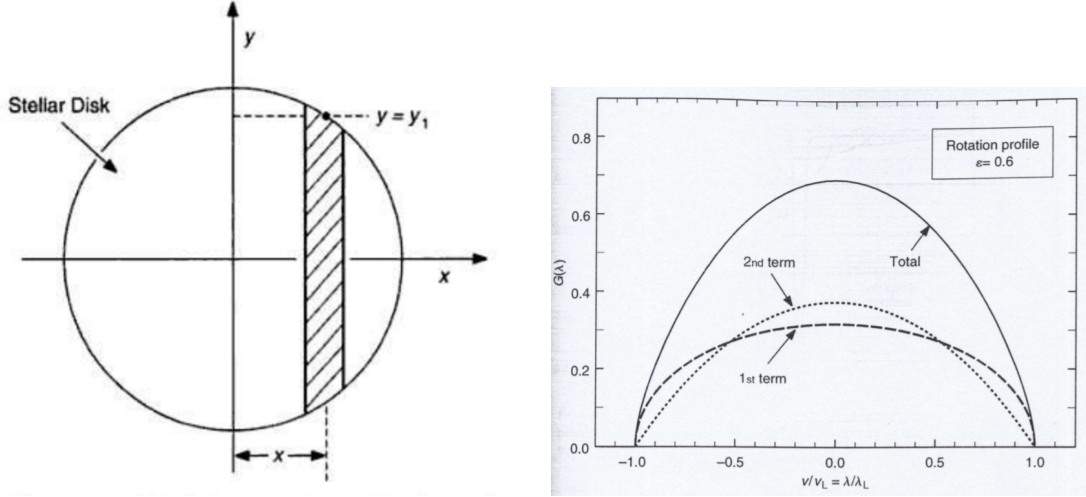 y
Stellar Disk
y = y₁
x
x
Rotation profile
ε= 0.6
Total
2nd term
1st term
G(λ)
0.8
0.6
0.4
0.2
0.0
−1.0
−0.5
0.0
0.5
1.0
v/vL = λ/λL